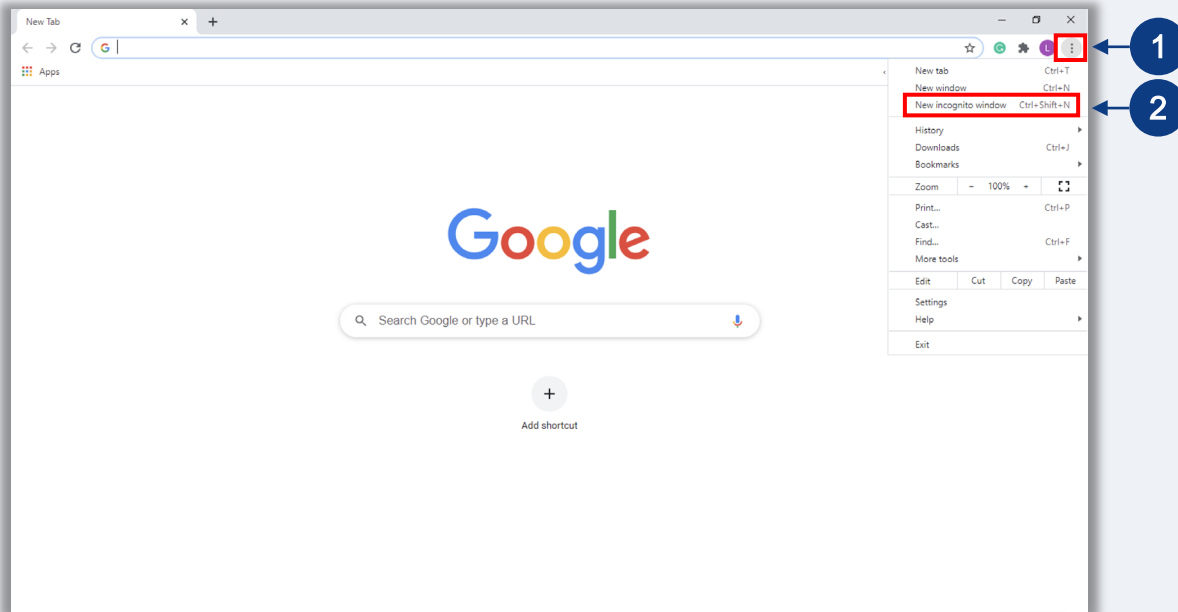 New Tab
G
L
1
Apps
New tab Ctrl+T
New window Ctrl+N
New incognito window Ctrl+Shift+N
2
History
Downloads Ctrl+J
Bookmarks
Zoom - 100% +
Print... Ctrl+P
Cast...
Find... Ctrl+F
More tools
Edit Cut Copy Paste
Settings
Help
Exit
Google
Search Google or type a URL
Add shortcut